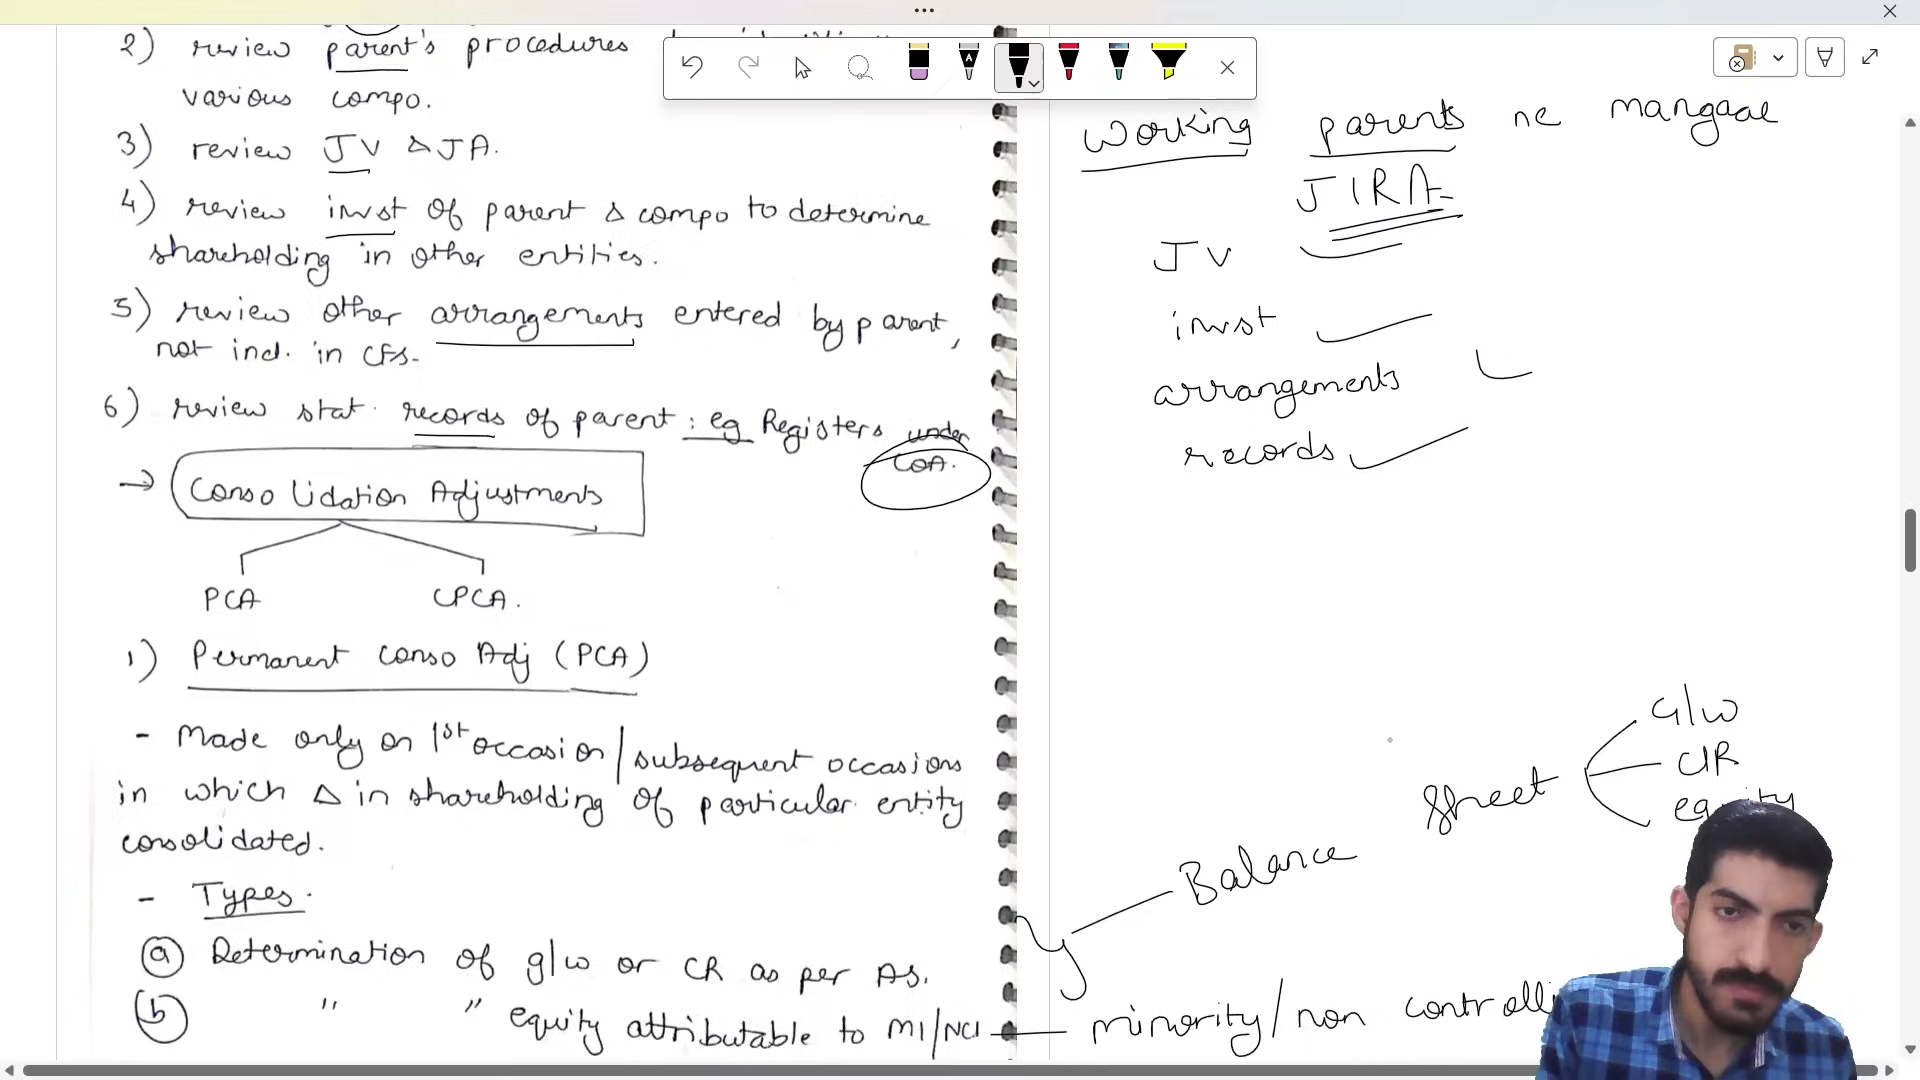 2) review parent's procedures
various compo.
3) review JV & JA.
4) review invst of parent & compo to determine
shareholding in other entities.
5) review other arrangements entered by parent,
not incl. in CFS.
6) review stat. records of parent : eg Registers under
COA.
→ Consolidation Adjustments
PCA CPCA.
1) Permanent Conso Adj (PCA)
- Made only on 1st occasion / subsequent occasions
in which Δ in shareholding of particular entity
consolidated.
- Types.
(a) Determination of g/w or CR as per AS.
(b) " " equity attributable to MI/NCI
working parents ne mangaae
JIRA
JV
invst
arrangements
records
Balance Sheet
G/W
CR
equity
minority/non controlli
A